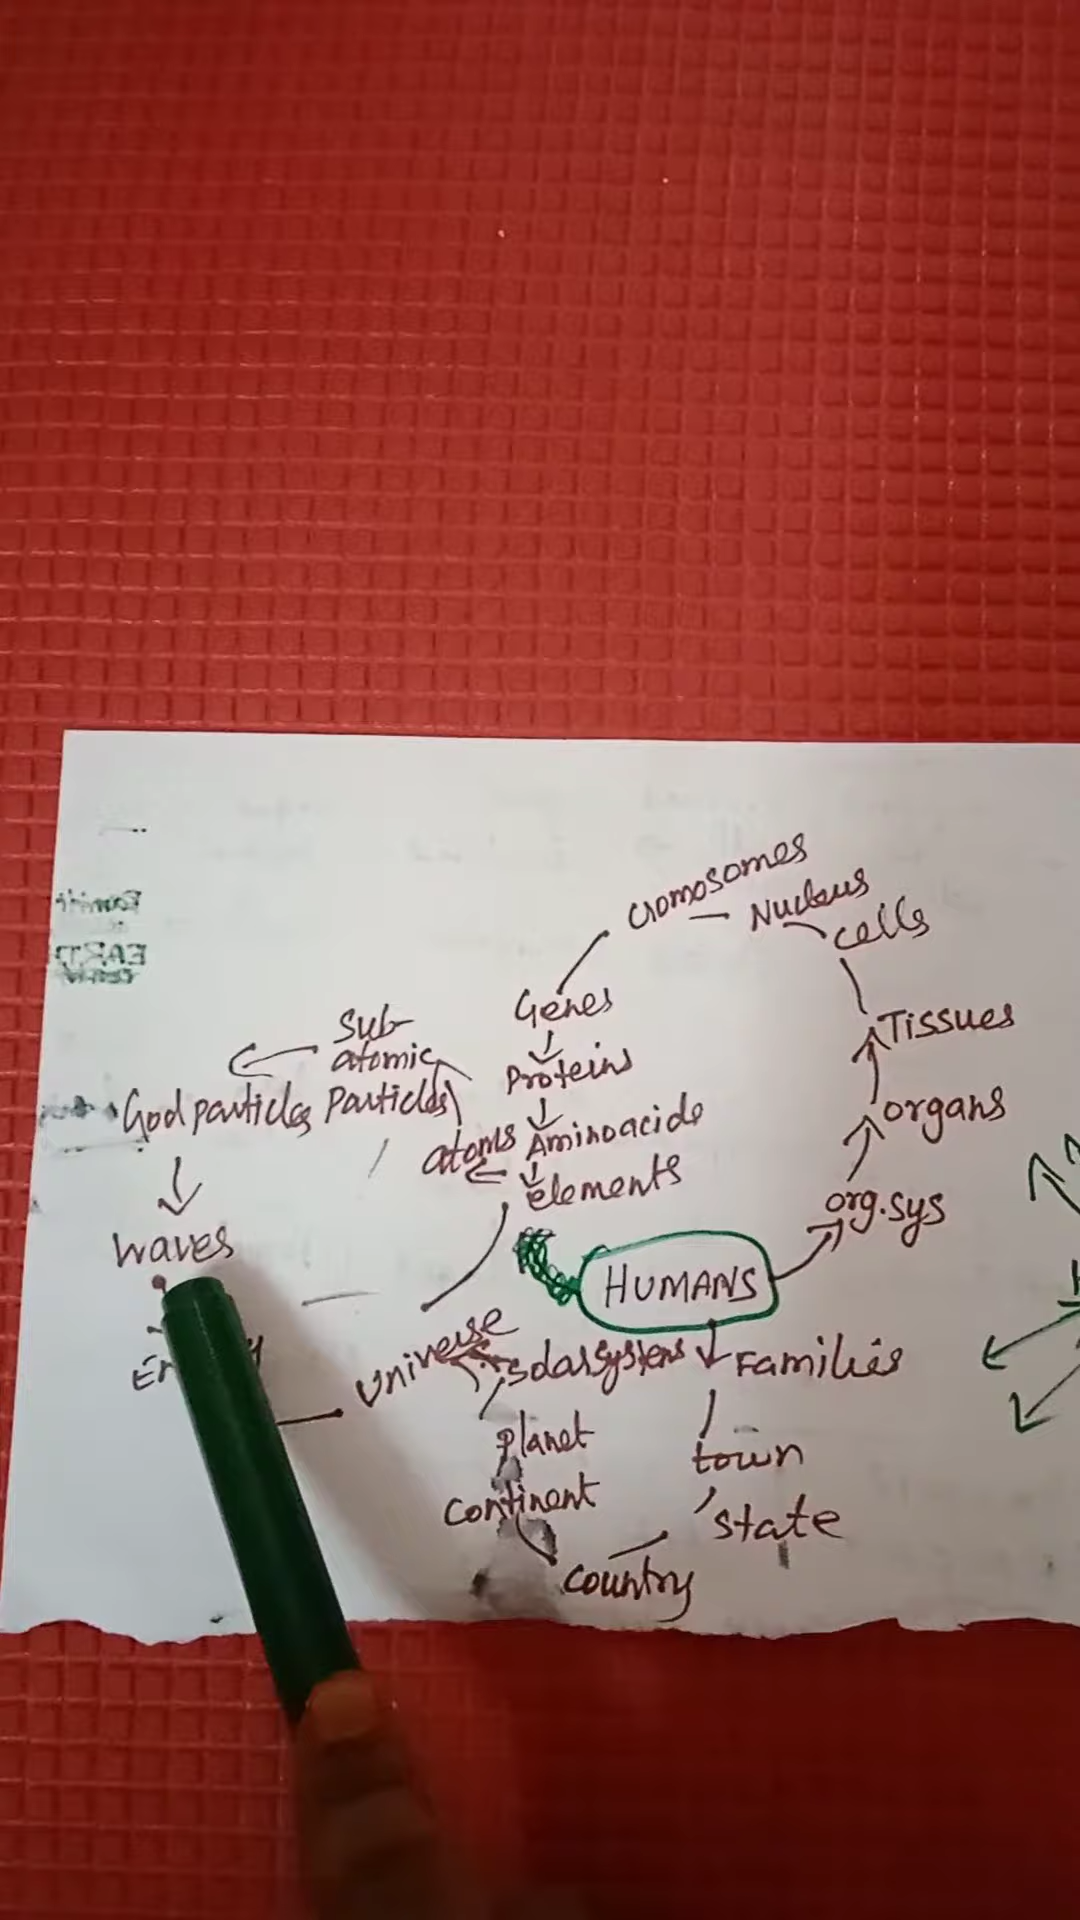 Cromosomes
Nucleus
cells
Genes
Tissues
Sub-
atomic
Particles
Proteins
God particles
organs
atoms
Aminoacids
elements
org.sys
waves
HUMANS
universe
Solarsystems
Families
planet
town
continent
state
country